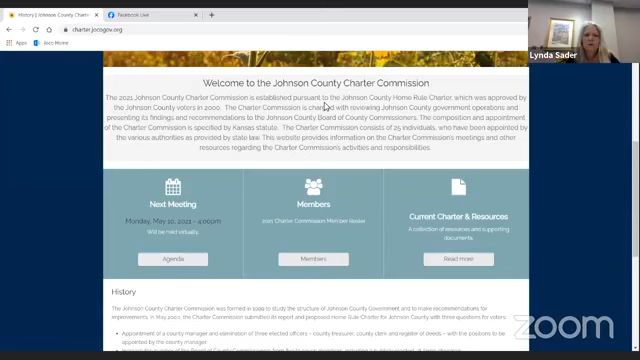 History | Johnson County Charter
Facebook Live
charter.jocogov.org
Apps
JoCo Home
Lynda Sader
Welcome to the Johnson County Charter Commission
The 2021 Johnson County Charter Commission is established pursuant to the Johnson County Home Rule Charter, which was approved by
the Johnson County voters in 2000. The Charter Commission is charged with reviewing Johnson County government operations and
presenting its findings and recommendations to the Johnson County Board of County Commissioners. The composition and appointment
of the Charter Commission is specified by Kansas statute. The Charter Commission consists of 25 individuals, who have been appointed by
the various authorities as provided by state law. This website provides information on the Charter Commission's meetings and other
resources regarding the Charter Commission's activities and responsibilities.
Next Meeting
Monday, May 10, 2021 - 4:00pm
Will be held virtually.
Agenda
Members
2021 Charter Commission Member Roster
Members
Current Charter & Resources
A collection of resources and supporting
documents.
Read more
History
The Johnson County Charter Commission was formed in 1999 to study the structure of Johnson County Government and to make recommendations for
improvements. In May 2000, the Charter Commission submitted its report and proposed Home Rule Charter for Johnson County with three questions for voters:
Appointment of a county manager and elimination of three elected officers – county treasurer, county clerk and register of deeds – with the positions to be
appointed by the county manager
zoom